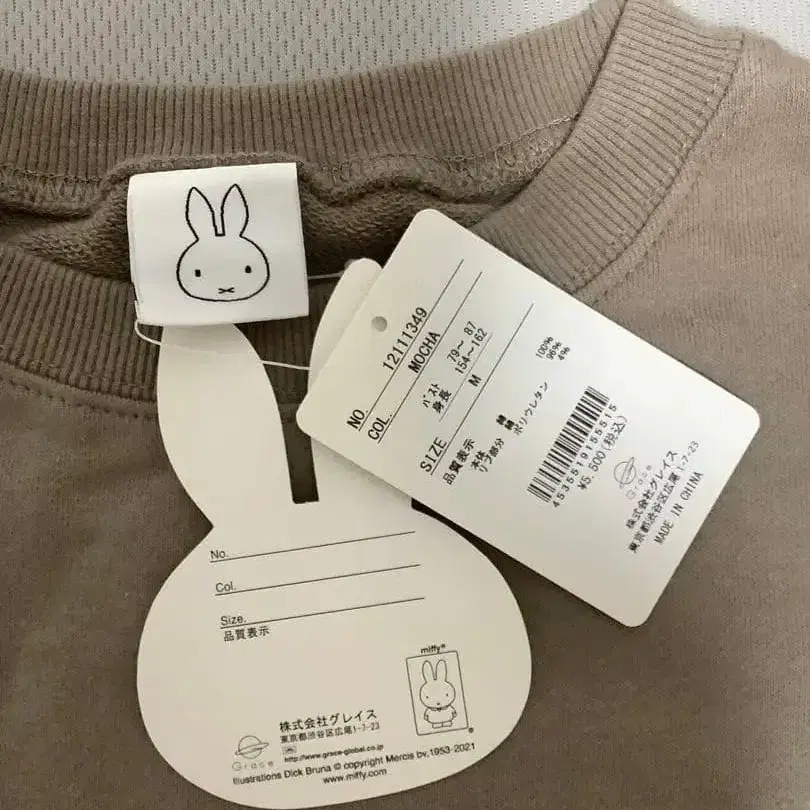 NO. 12111349
COL. MOCHA
バスト 79～ 87
身長 154～162
SIZE M
品質表示
本体 綿 100%
リブ部分 綿 96%
ポリウレタン 4%
4535519155515
¥5,500(税込)
Grace
株式会社グレイス
東京都渋谷区広尾1-7-23
MADE IN CHINA
No.
Col.
Size.
品質表示
miffy®
®
株式会社グレイス
東京都渋谷区広尾1-7-23
Grace
URL http://www.grace-global.co.jp
Illustrations Dick Bruna © copyright Mercis bv,1953-2021
www.miffy.com